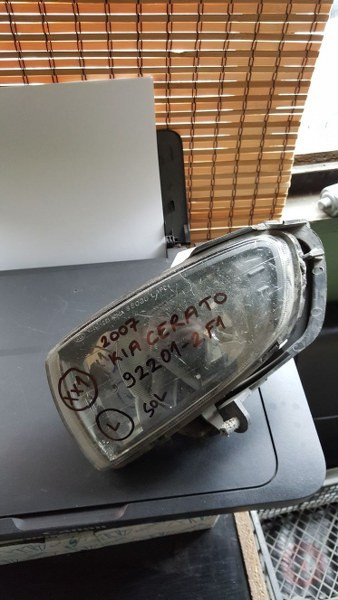 2007
KIA CERATO
92201-2F1
XX1
L
SOL